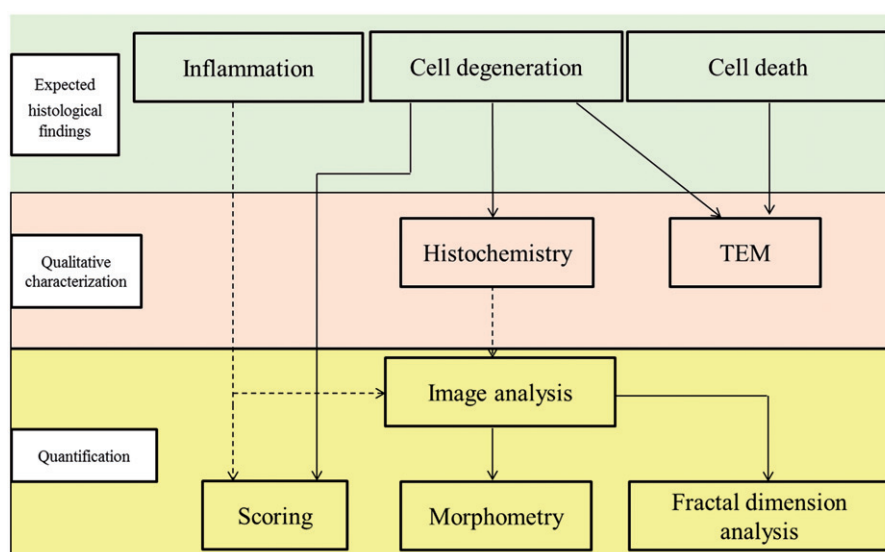 Expected
histological
findings
Inflammation
Cell degeneration
Cell death
Qualitative
characterization
Histochemistry
TEM
Quantification
Image analysis
Scoring
Morphometry
Fractal dimension
analysis